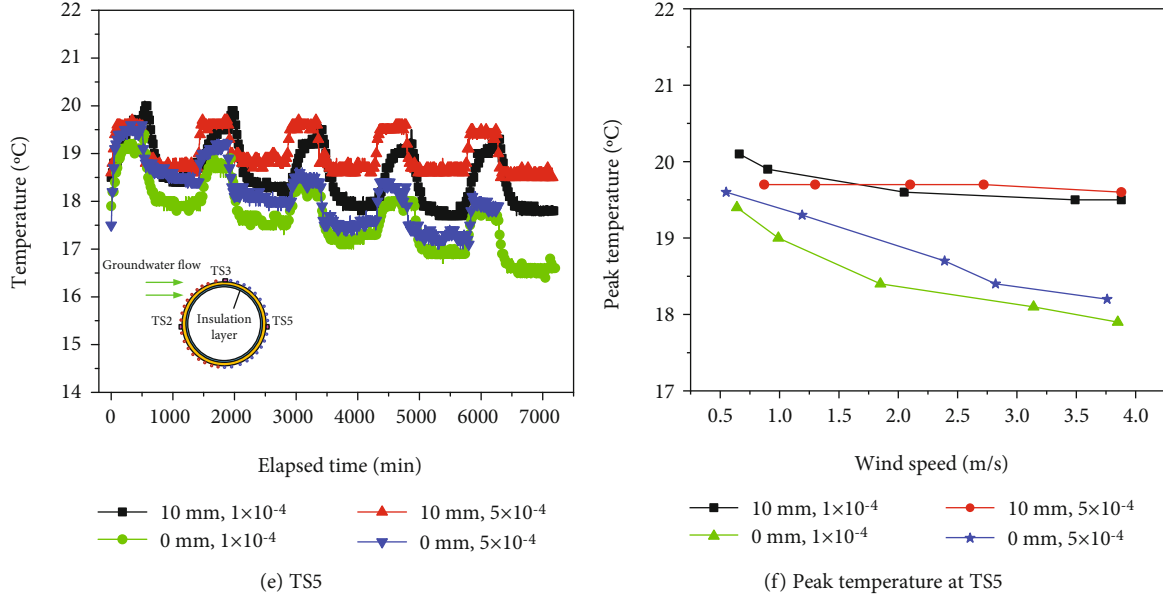 22
21
20
19
18
17
16
15
14
Temperature (ºC)
Groundwater flow
TS3
TS2
Insulation
layer
TS5
0 1000 2000 3000 4000 5000 6000 7000
Elapsed time (min)
10 mm, 1×10-4
10 mm, 5×10-4
0 mm, 1×10-4
0 mm, 5×10-4
(e) TS5
22
21
20
19
18
17
Peak temperature (ºC)
0.5 1.0 1.5 2.0 2.5 3.0 3.5 4.0
Wind speed (m/s)
10 mm, 1×10-4
10 mm, 5×10-4
0 mm, 1×10-4
0 mm, 5×10-4
(f) Peak temperature at TS5